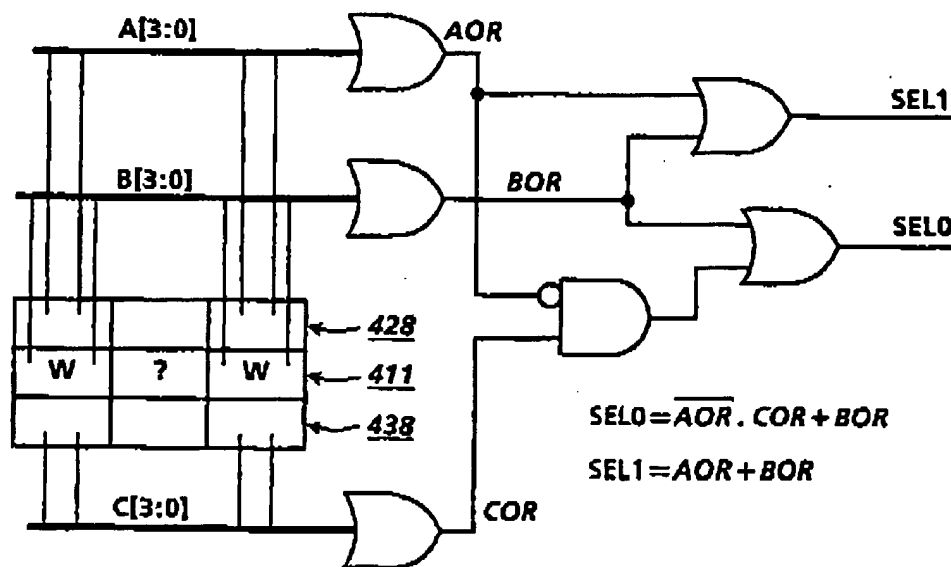 A[3:0]
AOR
SEL1
B[3:0]
BOR
SEL0
428
W ? W
411
438
SEL0 = \overline{AOR} . COR + BOR
SEL1 = AOR + BOR
C[3:0]
COR